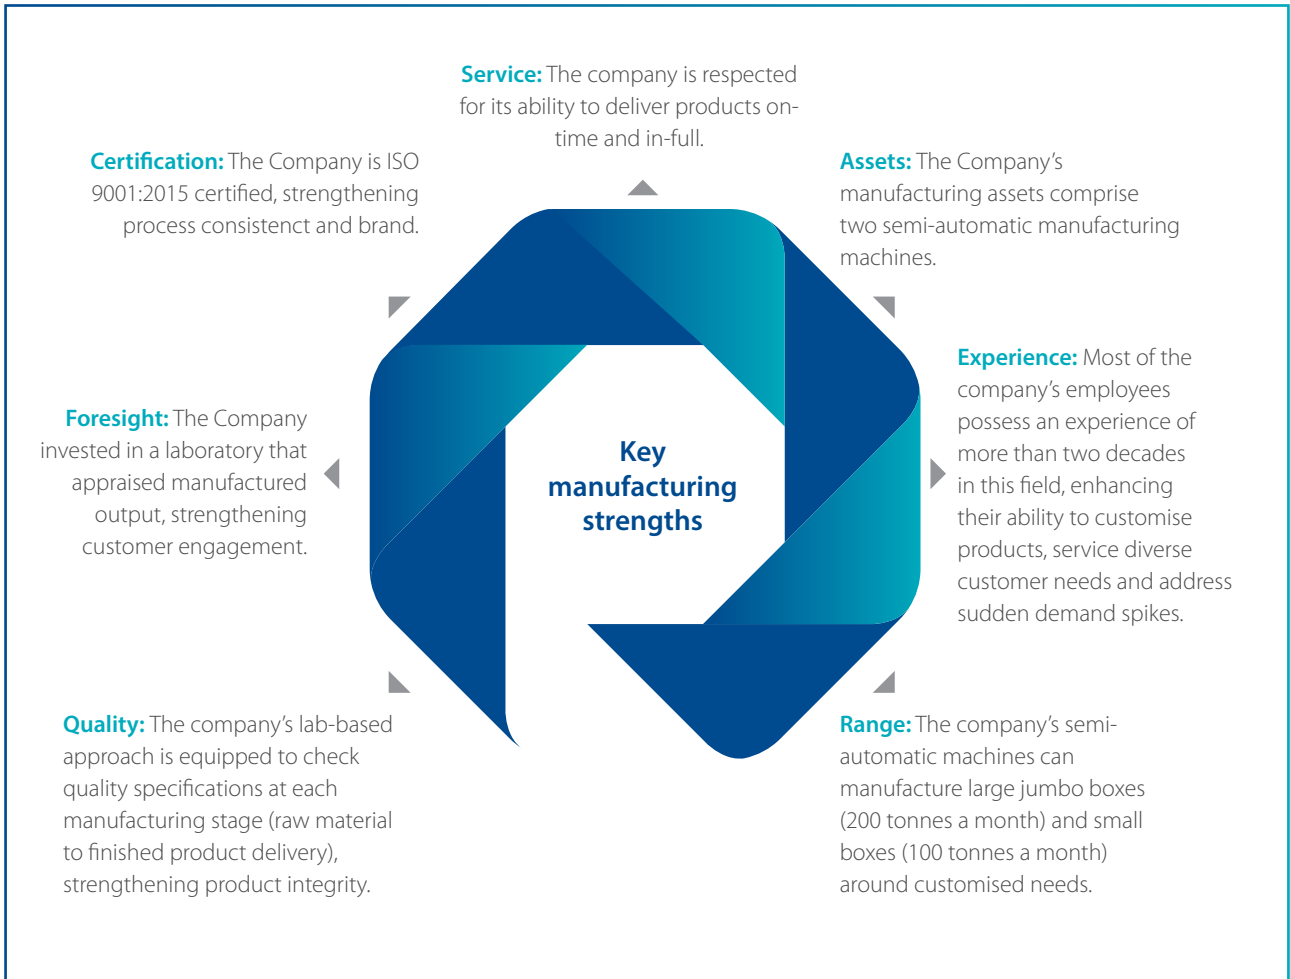 Service: The company is respected
for its ability to deliver products on-
time and in-full.
Certification: The Company is ISO
9001:2015 certified, strengthening
process consistenct and brand.
Assets: The Company’s
manufacturing assets comprise
two semi-automatic manufacturing
machines.
Foresight: The Company
invested in a laboratory that
appraised manufactured
output, strengthening
customer engagement.
Key
manufacturing
strengths
Experience: Most of the
company’s employees
possess an experience of
more than two decades
in this field, enhancing
their ability to customise
products, service diverse
customer needs and address
sudden demand spikes.
Quality: The company’s lab-based
approach is equipped to check
quality specifications at each
manufacturing stage (raw material
to finished product delivery),
strengthening product integrity.
Range: The company’s semi-
automatic machines can
manufacture large jumbo boxes
(200 tonnes a month) and small
boxes (100 tonnes a month)
around customised needs.